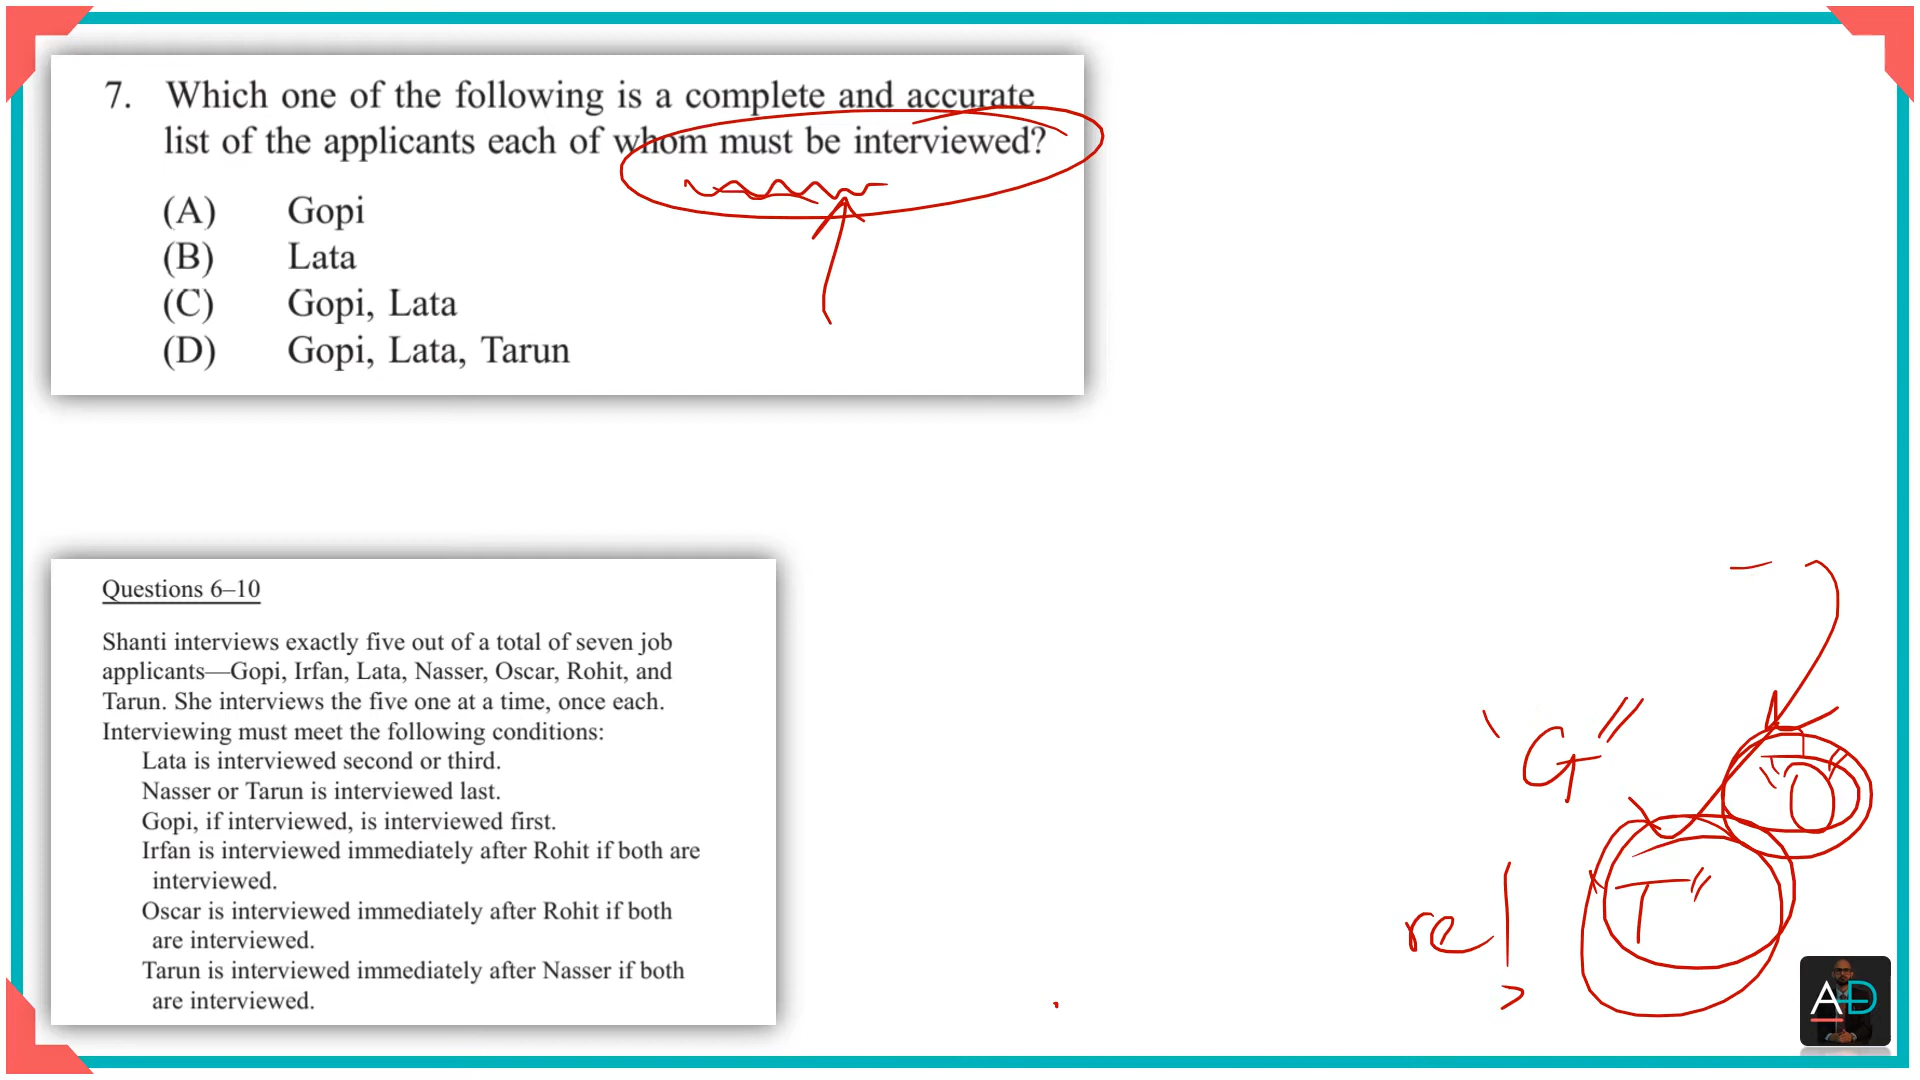 7. Which one of the following is a complete and accurate
list of the applicants each of whom must be interviewed?
(A) Gopi
(B) Lata
(C) Gopi, Lata
(D) Gopi, Lata, Tarun
Questions 6–10
Shanti interviews exactly five out of a total of seven job
applicants—Gopi, Irfan, Lata, Nasser, Oscar, Rohit, and
Tarun. She interviews the five one at a time, once each.
Interviewing must meet the following conditions:
Lata is interviewed second or third.
Nasser or Tarun is interviewed last.
Gopi, if interviewed, is interviewed first.
Irfan is interviewed immediately after Rohit if both are
interviewed.
Oscar is interviewed immediately after Rohit if both
are interviewed.
Tarun is interviewed immediately after Nasser if both
are interviewed.
"G"
"O"
"T"
AD